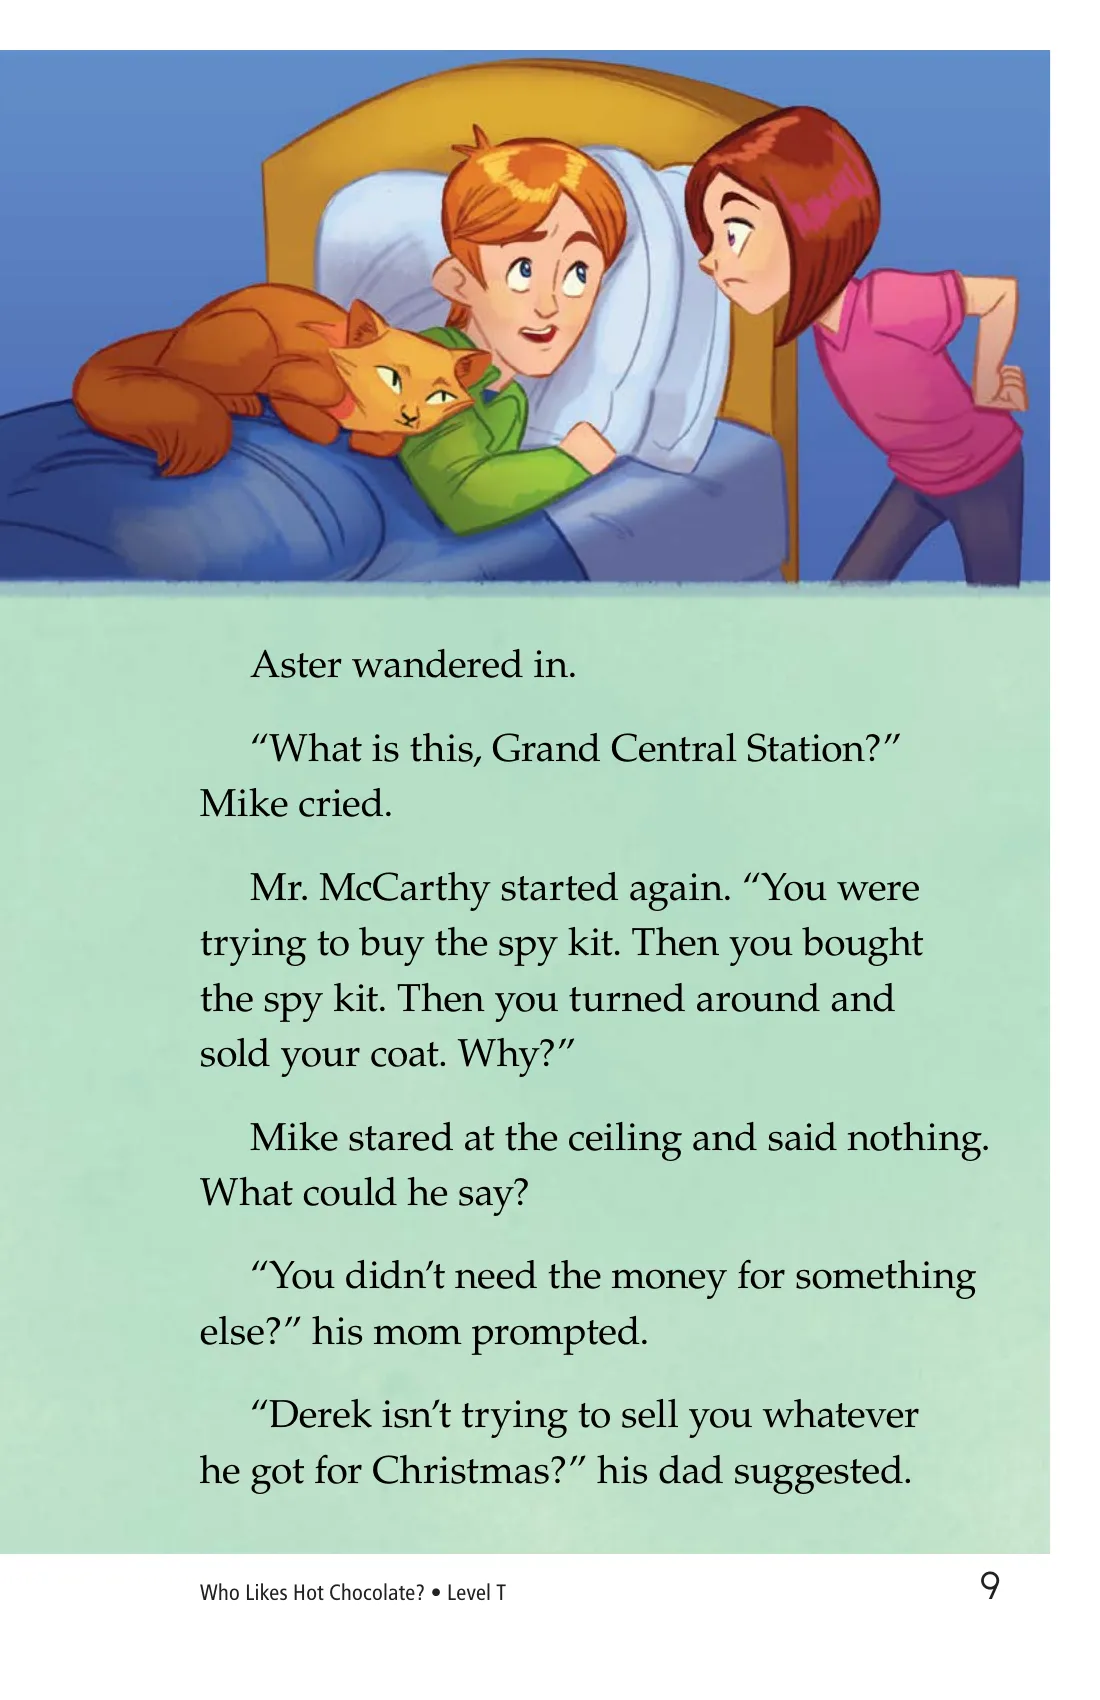 Aster wandered in.
“What is this, Grand Central Station?”
Mike cried.
Mr. McCarthy started again. “You were
trying to buy the spy kit. Then you bought
the spy kit. Then you turned around and
sold your coat. Why?”
Mike stared at the ceiling and said nothing.
What could he say?
“You didn’t need the money for something
else?” his mom prompted.
“Derek isn’t trying to sell you whatever
he got for Christmas?” his dad suggested.
Who Likes Hot Chocolate? • Level T
9